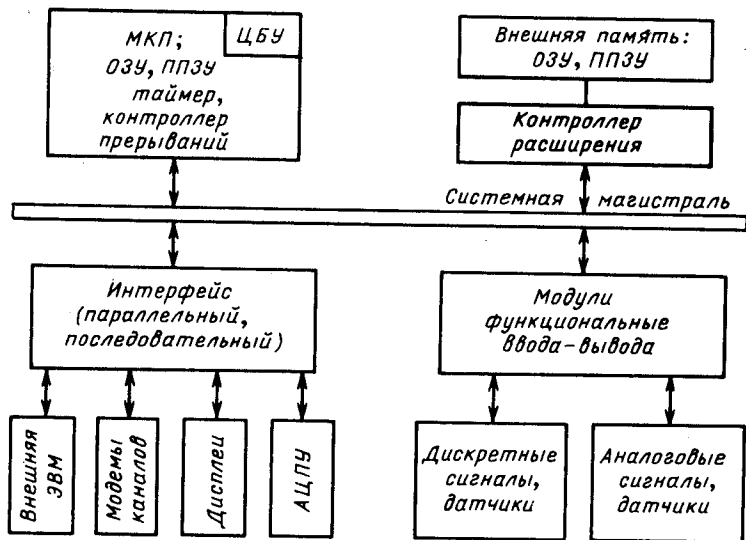 МКП;
ЦБУ
ОЗУ, ППЗУ
таймер,
контроллер
прерываний
Внешняя память:
ОЗУ, ППЗУ
Контроллер
расширения
Системная магистраль
Интерфейс
(параллельный,
последовательный)
Модули
функциональные
ввода-вывода
Внешняя
ЭВМ
Модемы
каналов
Дисплеи
АЦПУ
Дискретные
сигналы,
датчики
Аналоговые
сигналы,
датчики